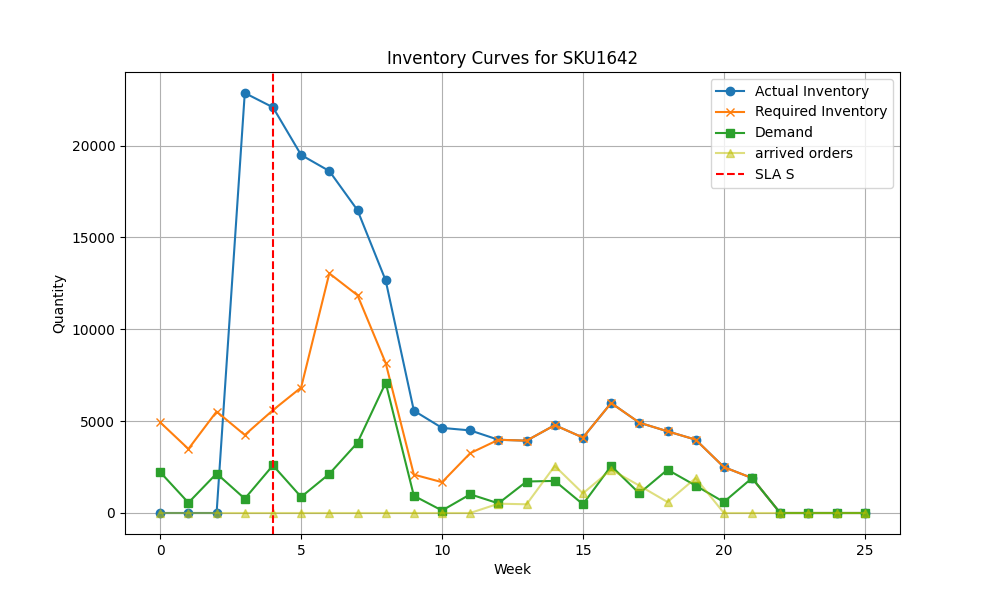 Inventory Curves for SKU1642
Actual Inventory
Required Inventory
Demand
arrived orders
SLA S
Quantity
20000
15000
10000
5000
0
0 5 10 15 20 25
Week